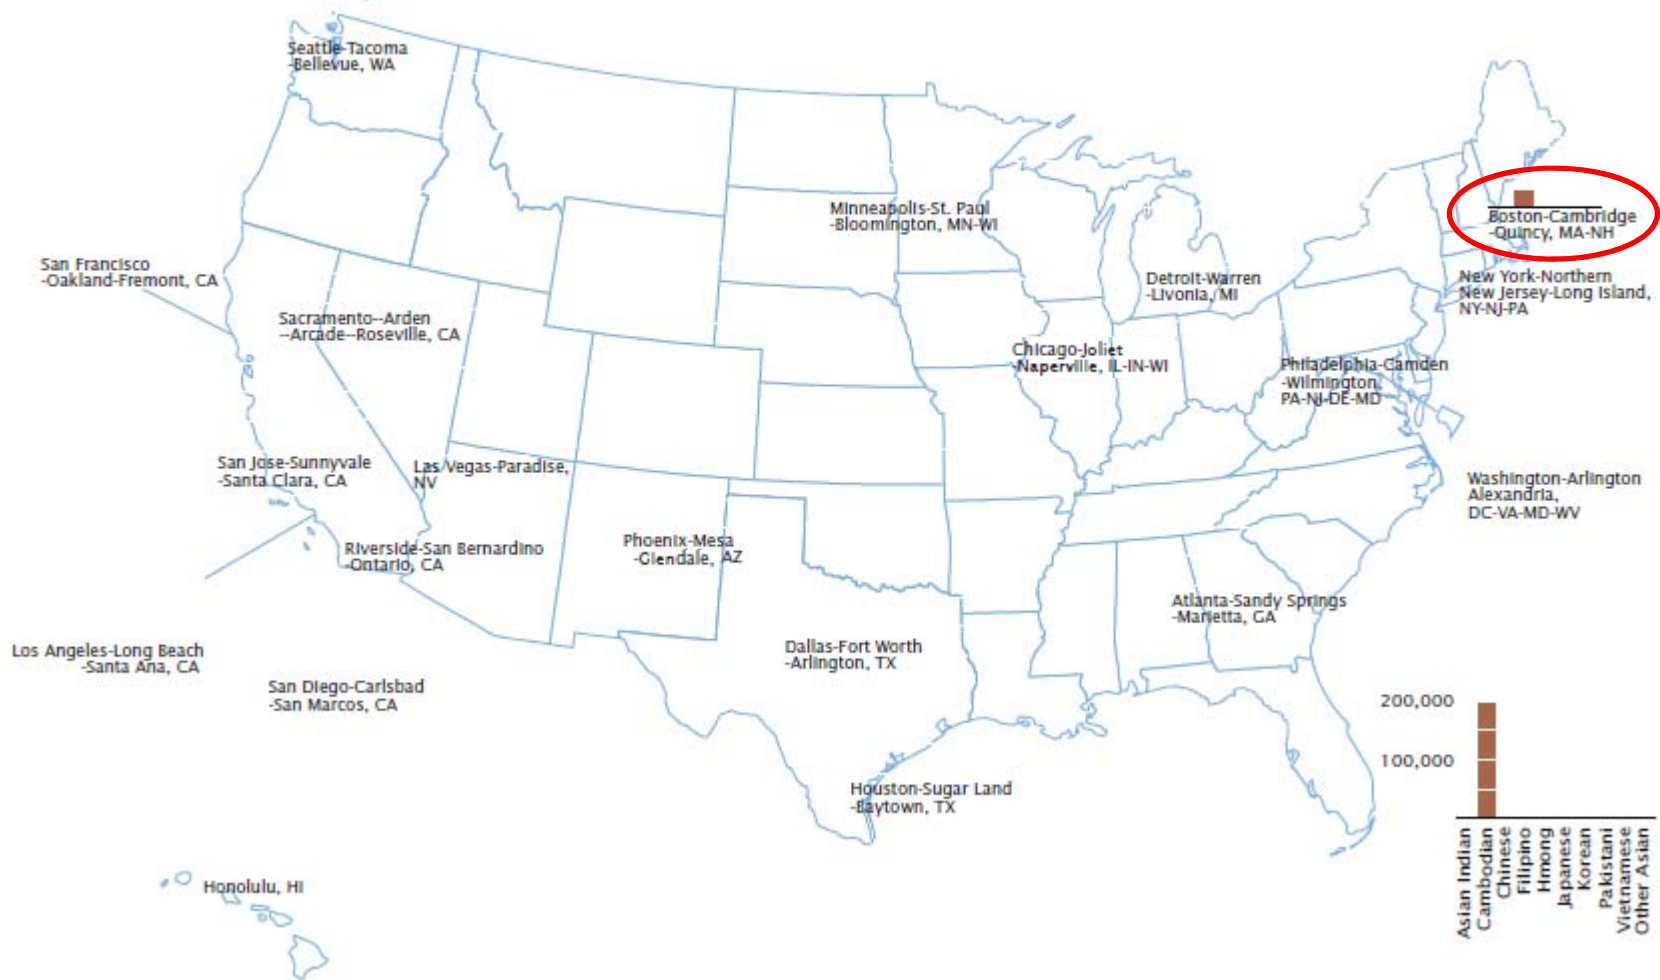 Seattle-Tacoma
-Bellevue, WA
Minneapolis-St. Paul
-Bloomington, MN-WI
Boston-Cambridge
-Quincy, MA-NH
San Francisco
-Oakland-Fremont, CA
Detroit-Warren
-Livonia, MI
New York-Northern
New Jersey-Long Island,
NY-NJ-PA
Sacramento--Arden
--Arcade--Roseville, CA
Chicago-Joliet
-Naperville, IL-IN-WI
Philadelphia-Camden
-Wilmington,
PA-NJ-DE-MD
San Jose-Sunnyvale
-Santa Clara, CA
Las Vegas-Paradise,
NV
Washington-Arlington
Alexandria,
DC-VA-MD-WV
Riverside-San Bernardino
-Ontario, CA
Phoenix-Mesa
-Glendale, AZ
Atlanta-Sandy Springs
-Marietta, GA
Los Angeles-Long Beach
-Santa Ana, CA
Dallas-Fort Worth
-Arlington, TX
San Diego-Carlsbad
-San Marcos, CA
Houston-Sugar Land
-Baytown, TX
Honolulu, HI
200,000
100,000
Asian Indian
Cambodian
Chinese
Filipino
Hmong
Japanese
Korean
Pakistani
Vietnamese
Other Asian